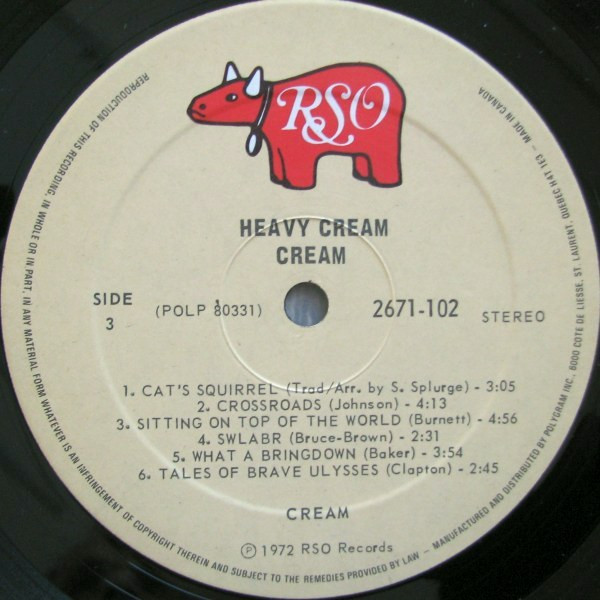 RSO
HEAVY CREAM
CREAM
SIDE
3
(POLP 80331)
2671-102
STEREO
1. CAT'S SQUIRREL (Trad/Arr. by S. Splurge) - 3:05
2. CROSSROADS (Johnson) - 4:13
3. SITTING ON TOP OF THE WORLD (Burnett) - 4:56
4. SWLABR (Bruce-Brown) - 2:31
5. WHAT A BRINGDOWN (Baker) - 3:54
6. TALES OF BRAVE ULYSSES (Clapton) - 2:45
CREAM
℗ 1972 RSO Records
REPRODUCTION OF THIS RECORDING, IN WHOLE OR IN PART, IN ANY MATERIAL FORM WHATEVER IS AN INFRINGEMENT OF COPYRIGHT THEREIN AND SUBJECT TO THE REMEDIES PROVIDED BY LAW – MANUFACTURED AND DISTRIBUTED BY POLYGRAM INC., 6000 COTE DE LIESSE, ST. LAURENT, QUEBEC H4T 1E3 – MADE IN CANADA